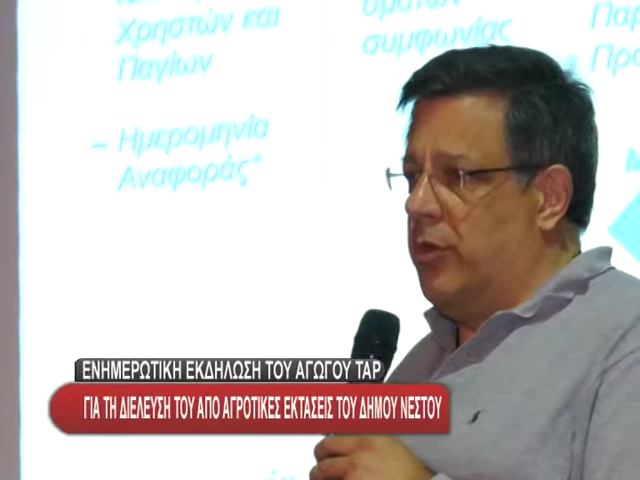 Χρηστών και
Παγίων
– Ημερομηνία
Αναφοράς"
συμφωνίας
ΕΝΗΜΕΡΩΤΙΚΗ ΕΚΔΗΛΩΣΗ ΤΟΥ ΑΓΩΓΟΥ TAP
ΓΙΑ ΤΗ ΔΙΕΛΕΥΣΗ ΤΟΥ ΑΠΟ ΑΓΡΟΤΙΚΕΣ ΕΚΤΑΣΕΙΣ ΤΟΥ ΔΗΜΟΥ ΝΕΣΤΟΥ